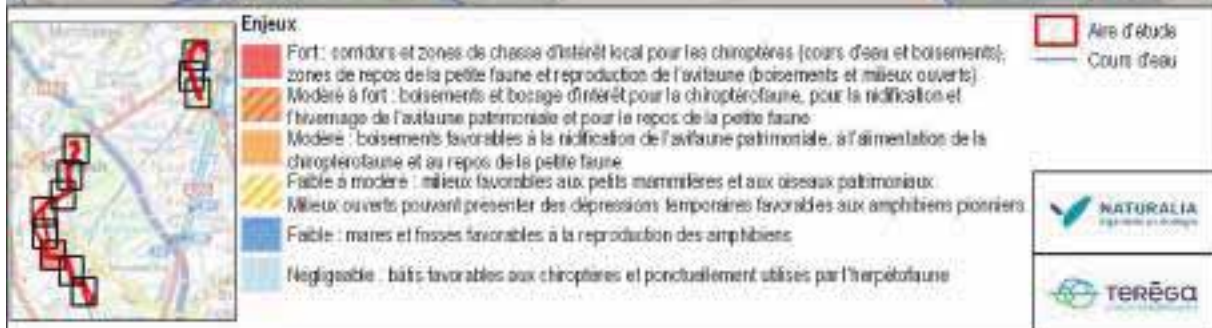 Enjeux
Fort : corridors et zones de chasse d'intérêt local pour les chiroptères (cours d'eau et boisements),
zones de repos de la petite faune et reproduction de l'avifaune (boisements et milieux ouverts)
Modéré à fort : boisements et bocage d'intérêt pour la chiroptérofaune, pour la nidification et
l'hivernage de l'avifaune patrimoniale et pour le repos de la petite faune
Modéré : boisements favorables à la nidification de l'avifaune patrimoniale, à l'alimentation de la
chiroptérofaune et au repos de la petite faune
Faible à modéré : milieux favorables aux petits mammifères et aux oiseaux patrimoniaux
Milieux ouverts pouvant présenter des dépressions temporaires favorables aux amphibiens pionniers
Faible : mares et fosses favorables à la reproduction des amphibiens
Négligeable : bâtis favorables aux chiroptères et ponctuellement utilisés par l'herpétofaune
Aire d'étude
Cours d'eau
NATURALIA
TERĒGA